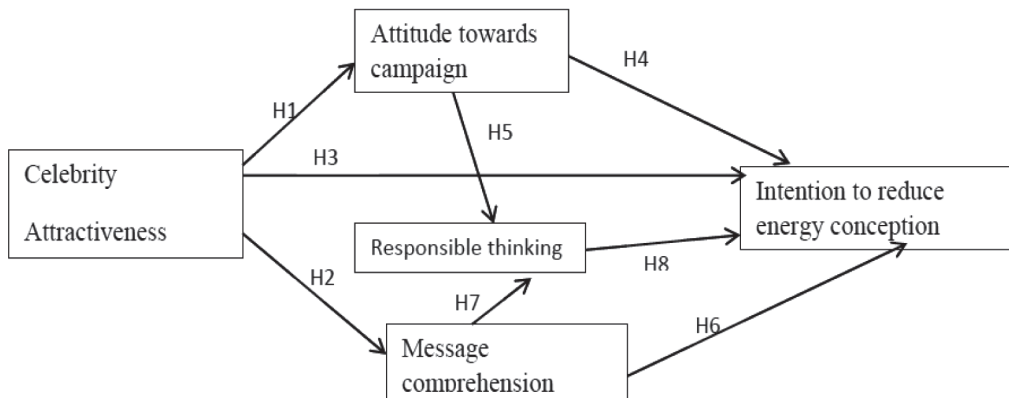 Attitude towards
campaign
H4
H1
H5
H3
Celebrity
Attractiveness
Intention to reduce
energy conception
Responsible thinking
H8
H2
H7
H6
Message
comprehension